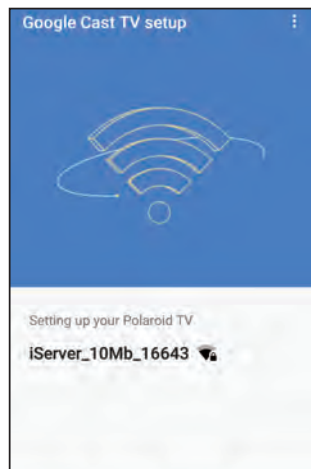 Google Cast TV setup
Setting up your Polaroid TV
iServer_10Mb_16643